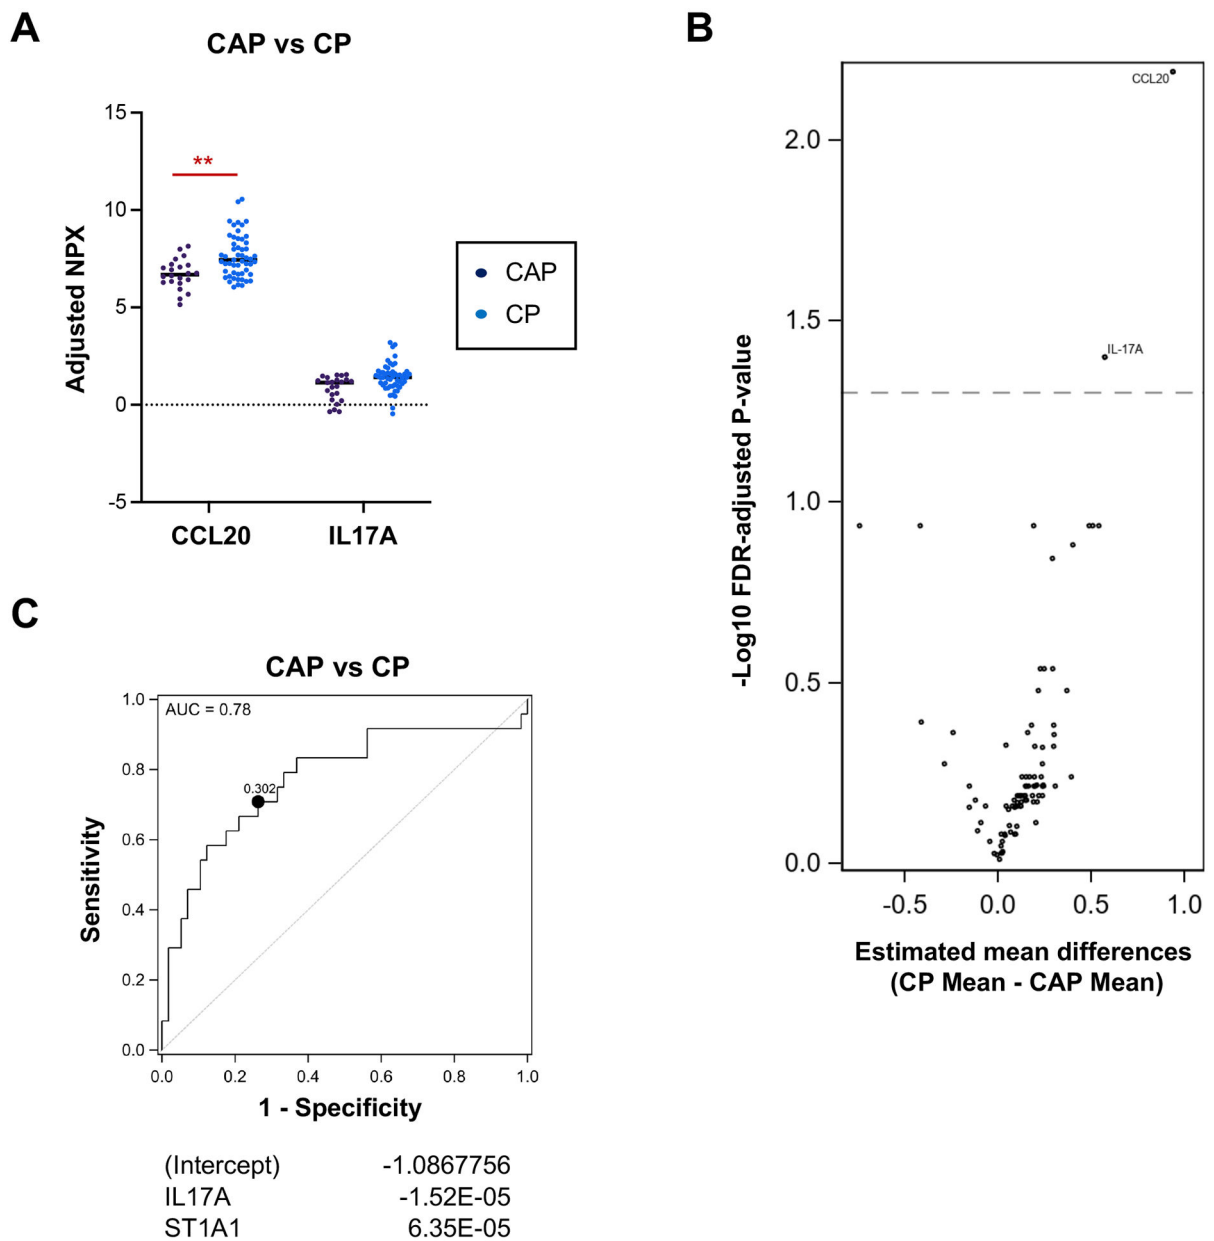 A
CAP vs CP
15
10
5
0
-5
Adjusted NPX
**
CCL20
IL17A
CAP
CP
B
CCL20
IL-17A
2.0
1.5
1.0
0.5
0.0
-Log10 FDR-adjusted P-value
-0.5
0.0
0.5
1.0
Estimated mean differences
(CP Mean - CAP Mean)
C
CAP vs CP
AUC = 0.78
0.302
1.0
0.8
0.6
0.4
0.2
0.0
Sensitivity
0.0
0.2
0.4
0.6
0.8
1.0
1 - Specificity
(Intercept) -1.0867756
IL17A -1.52E-05
ST1A1 6.35E-05